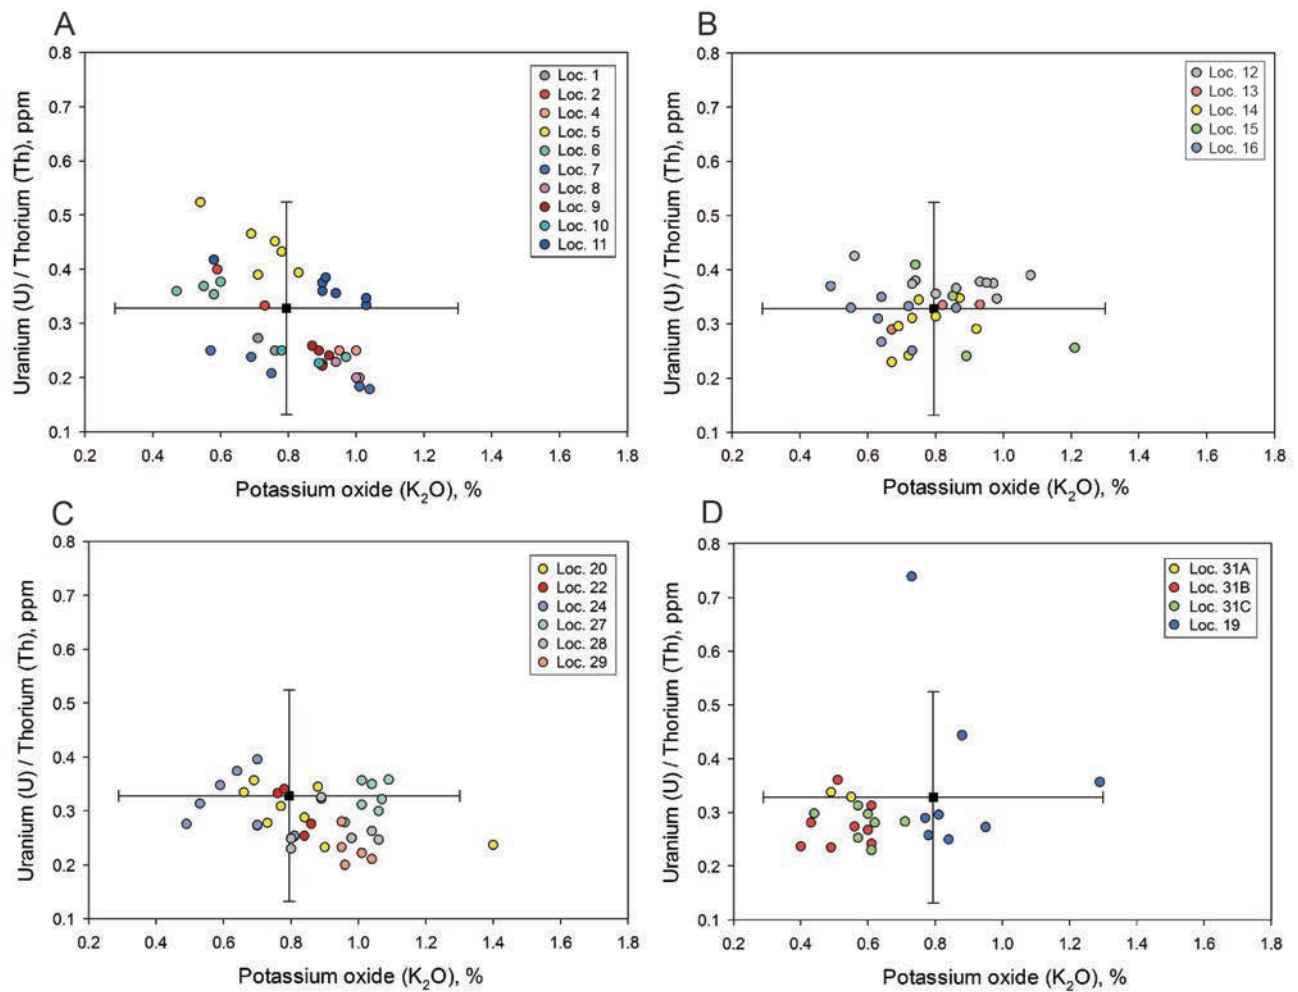 A
Uranium (U) / Thorium (Th), ppm
0.8
0.7
0.6
0.5
0.4
0.3
0.2
0.1
0.2 0.4 0.6 0.8 1.0 1.2 1.4 1.6 1.8
Potassium oxide (K2O), %
Loc. 1
Loc. 2
Loc. 4
Loc. 5
Loc. 6
Loc. 7
Loc. 8
Loc. 9
Loc. 10
Loc. 11
B
Uranium (U) / Thorium (Th), ppm
0.8
0.7
0.6
0.5
0.4
0.3
0.2
0.1
0.2 0.4 0.6 0.8 1.0 1.2 1.4 1.6 1.8
Potassium oxide (K2O), %
Loc. 12
Loc. 13
Loc. 14
Loc. 15
Loc. 16
C
Uranium (U) / Thorium (Th), ppm
0.8
0.7
0.6
0.5
0.4
0.3
0.2
0.1
0.2 0.4 0.6 0.8 1.0 1.2 1.4 1.6 1.8
Potassium oxide (K2O), %
Loc. 20
Loc. 22
Loc. 24
Loc. 27
Loc. 28
Loc. 29
D
Uranium (U) / Thorium (Th), ppm
0.8
0.7
0.6
0.5
0.4
0.3
0.2
0.1
0.2 0.4 0.6 0.8 1.0 1.2 1.4 1.6 1.8
Potassium oxide (K2O), %
Loc. 31A
Loc. 31B
Loc. 31C
Loc. 19